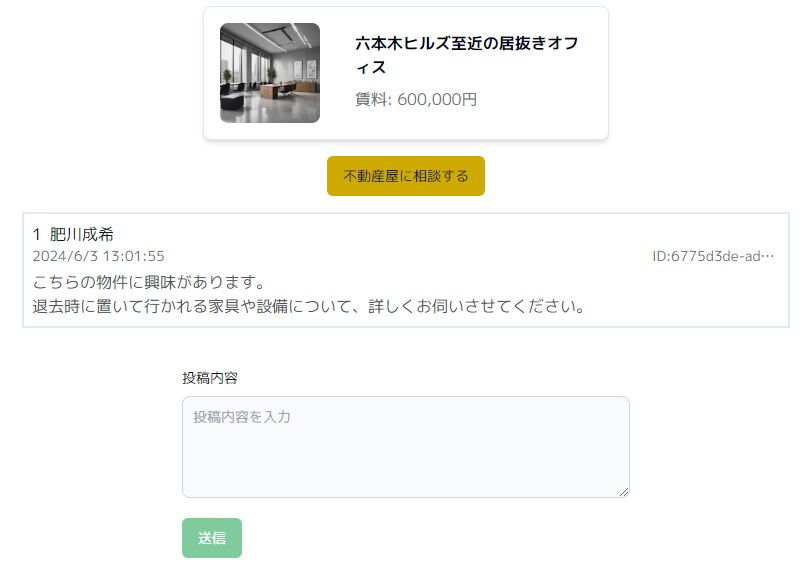 六本木ヒルズ至近の居抜きオフ
ィス
賃料: 600,000円
不動産屋に相談する
1 肥川成希
2024/6/3 13:01:55
ID:6775d3de-ad…
こちらの物件に興味があります。
退去時に置いて行かれる家具や設備について、詳しくお伺いさせてください。
投稿内容
投稿内容を入力
送信